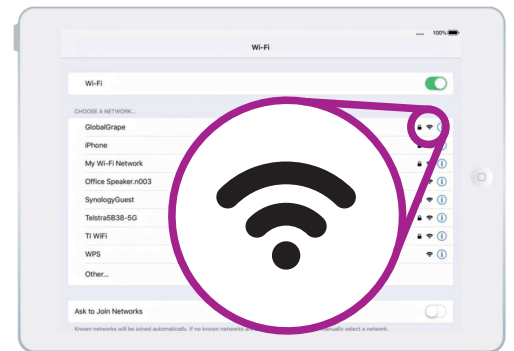 100%
Wi-Fi
Wi-Fi
CHOOSE A NETWORK...
GlobalGrape
iPhone
My Wi-Fi Network
Office Speaker.n003
SynologyGuest
Telstra5B38-5G
TI WiFi
WPS
Other...
Ask to Join Networks
Known networks will be joined automatically. If no known networks are manually select a network.